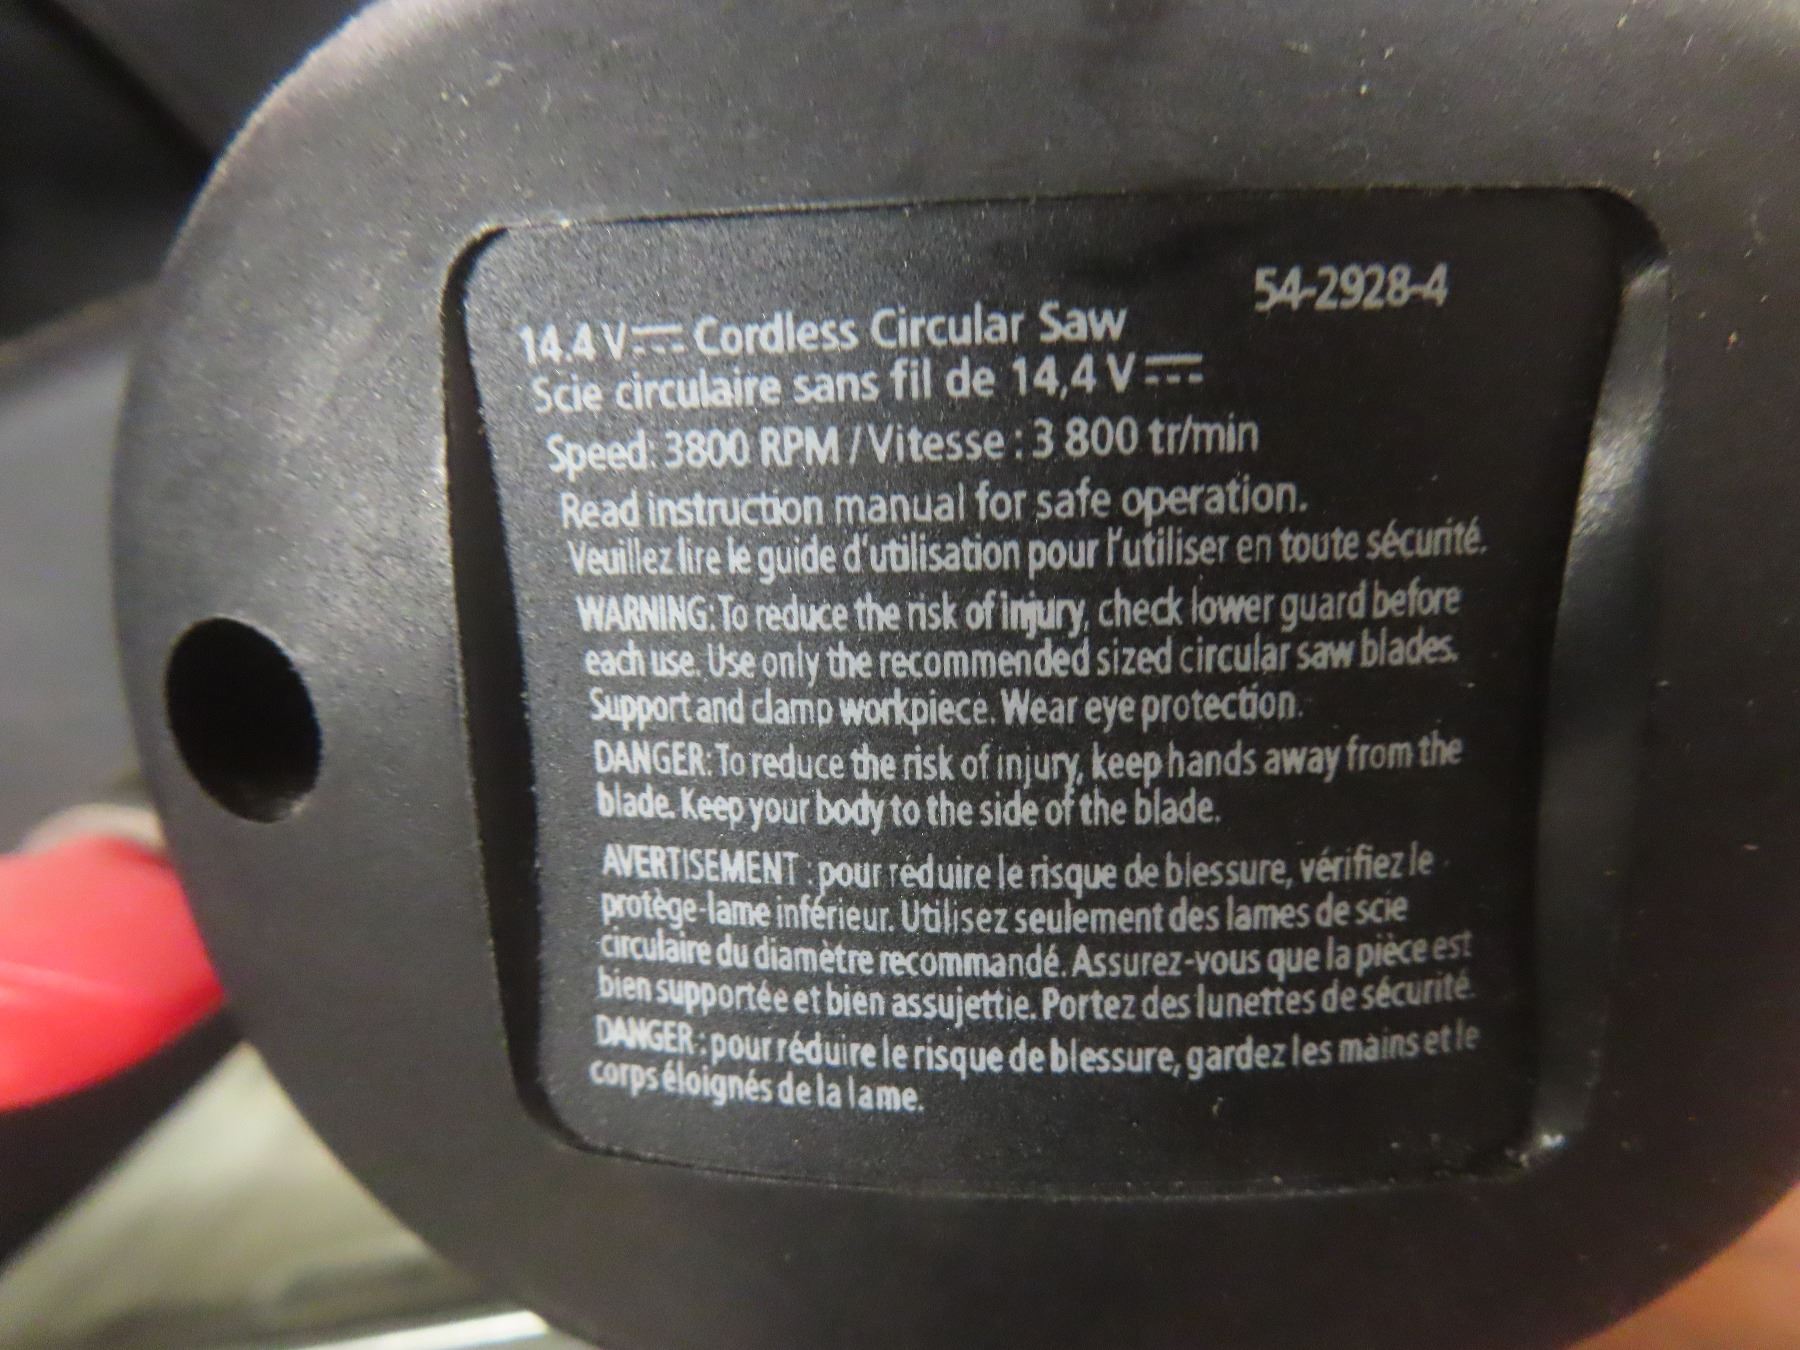 54-2928-4
14.4 V⎓ Cordless Circular Saw
Scie circulaire sans fil de 14,4 V⎓
Speed: 3800 RPM / Vitesse : 3 800 tr/min
Read instruction manual for safe operation.
Veuillez lire le guide d'utilisation pour l'utiliser en toute sécurité.
WARNING: To reduce the risk of injury, check lower guard before
each use. Use only the recommended sized circular saw blades.
Support and clamp workpiece. Wear eye protection.
DANGER: To reduce the risk of injury, keep hands away from the
blade. Keep your body to the side of the blade.
AVERTISEMENT : pour réduire le risque de blessure, vérifiez le
protège-lame inférieur. Utilisez seulement des lames de scie
circulaire du diamètre recommandé. Assurez-vous que la pièce est
bien supportée et bien assujettie. Portez des lunettes de sécurité.
DANGER : pour réduire le risque de blessure, gardez les mains et le
corps éloignés de la lame.